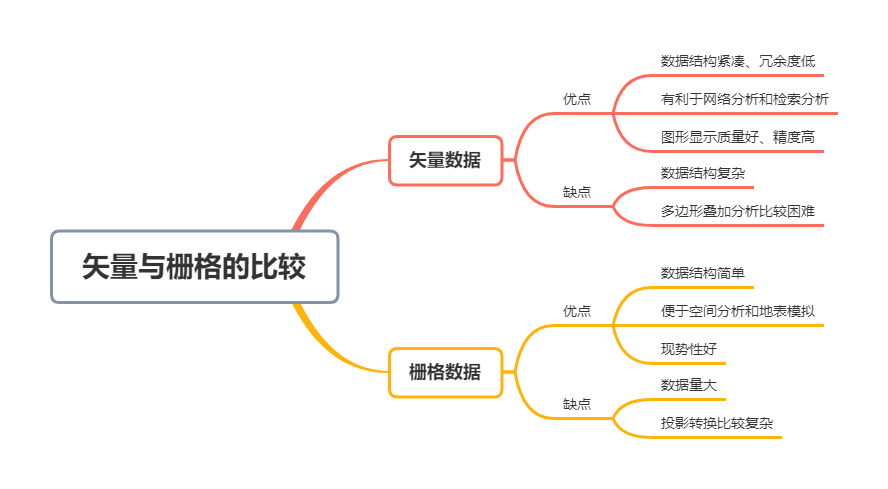 矢量与栅格的比较
矢量数据
优点
数据结构紧凑、冗余度低
有利于网络分析和检索分析
图形显示质量好、精度高
缺点
数据结构复杂
多边形叠加分析比较困难
栅格数据
优点
数据结构简单
便于空间分析和地表模拟
现势性好
缺点
数据量大
投影转换比较复杂